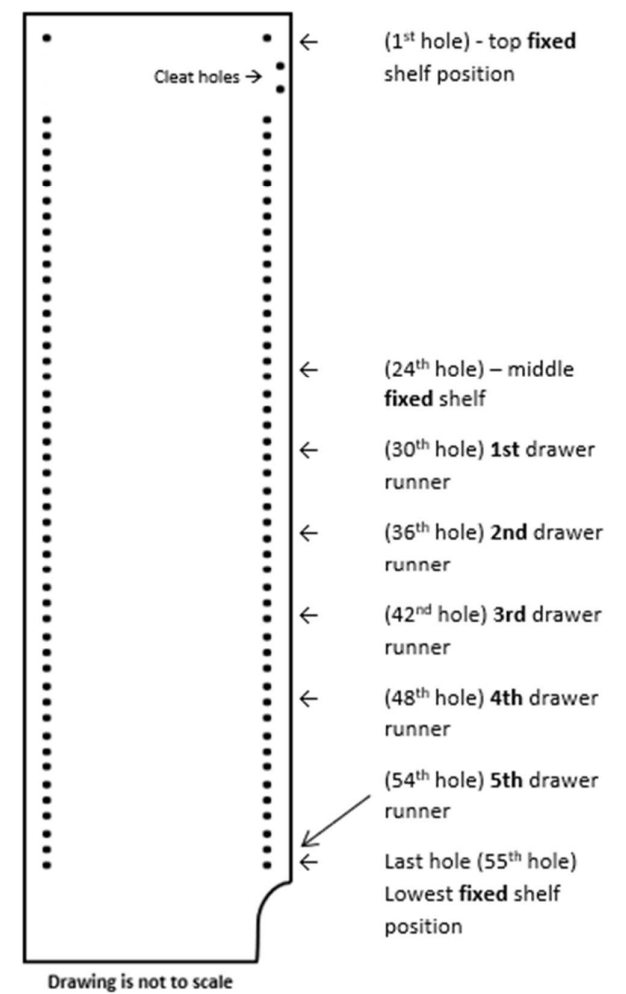 (1st hole) - top fixed
shelf position
Cleat holes →
(24th hole) – middle
fixed shelf
(30th hole) 1st drawer
runner
(36th hole) 2nd drawer
runner
(42nd hole) 3rd drawer
runner
(48th hole) 4th drawer
runner
(54th hole) 5th drawer
runner
Last hole (55th hole)
Lowest fixed shelf
position
Drawing is not to scale